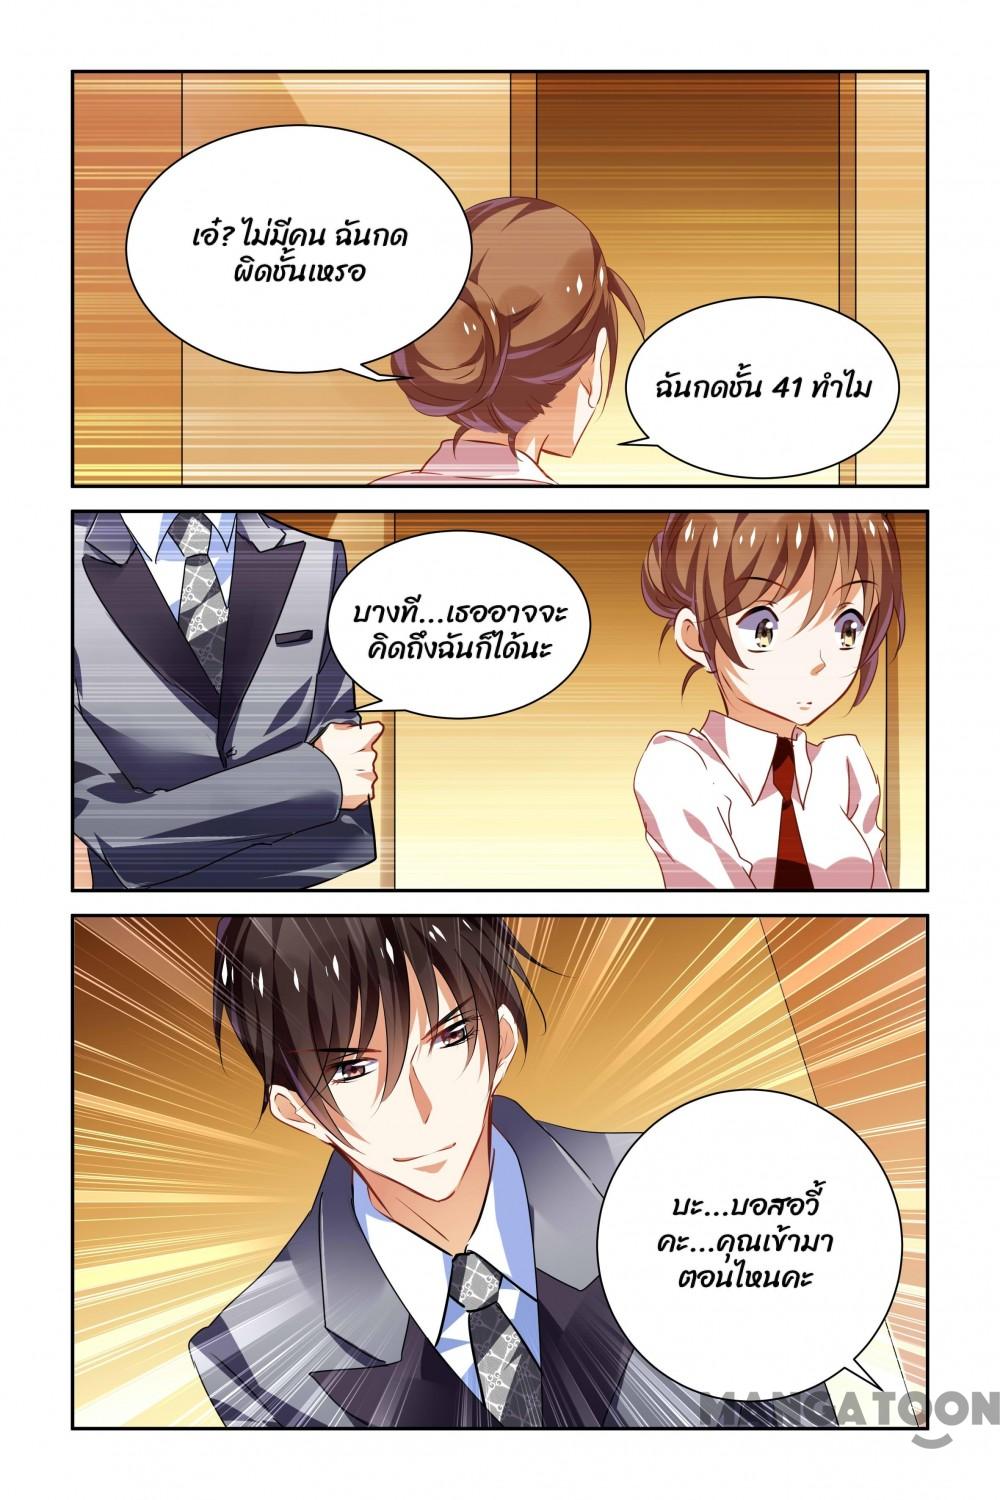 เอ๋? ไม่มีคน ฉันกด
ผิดชั้นเหรอ
ฉันกดชั้น 41 ทำไม
บางที...เธออาจจะ
คิดถึงฉันก็ได้นะ
บะ...บอสอวี้
คะ...คุณเข้ามา
ตอนไหนคะ
MANGATOON